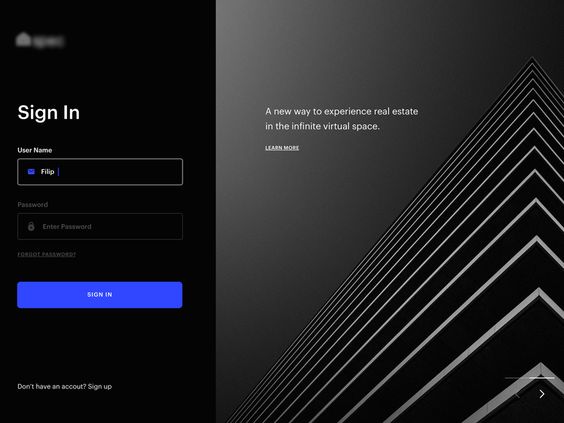 Sign In
User Name
Filip
Password
Enter Password
FORGOT PASSWORD?
SIGN IN
Don't have an accout? Sign up
A new way to experience real estate
in the infinite virtual space.
LEARN MORE